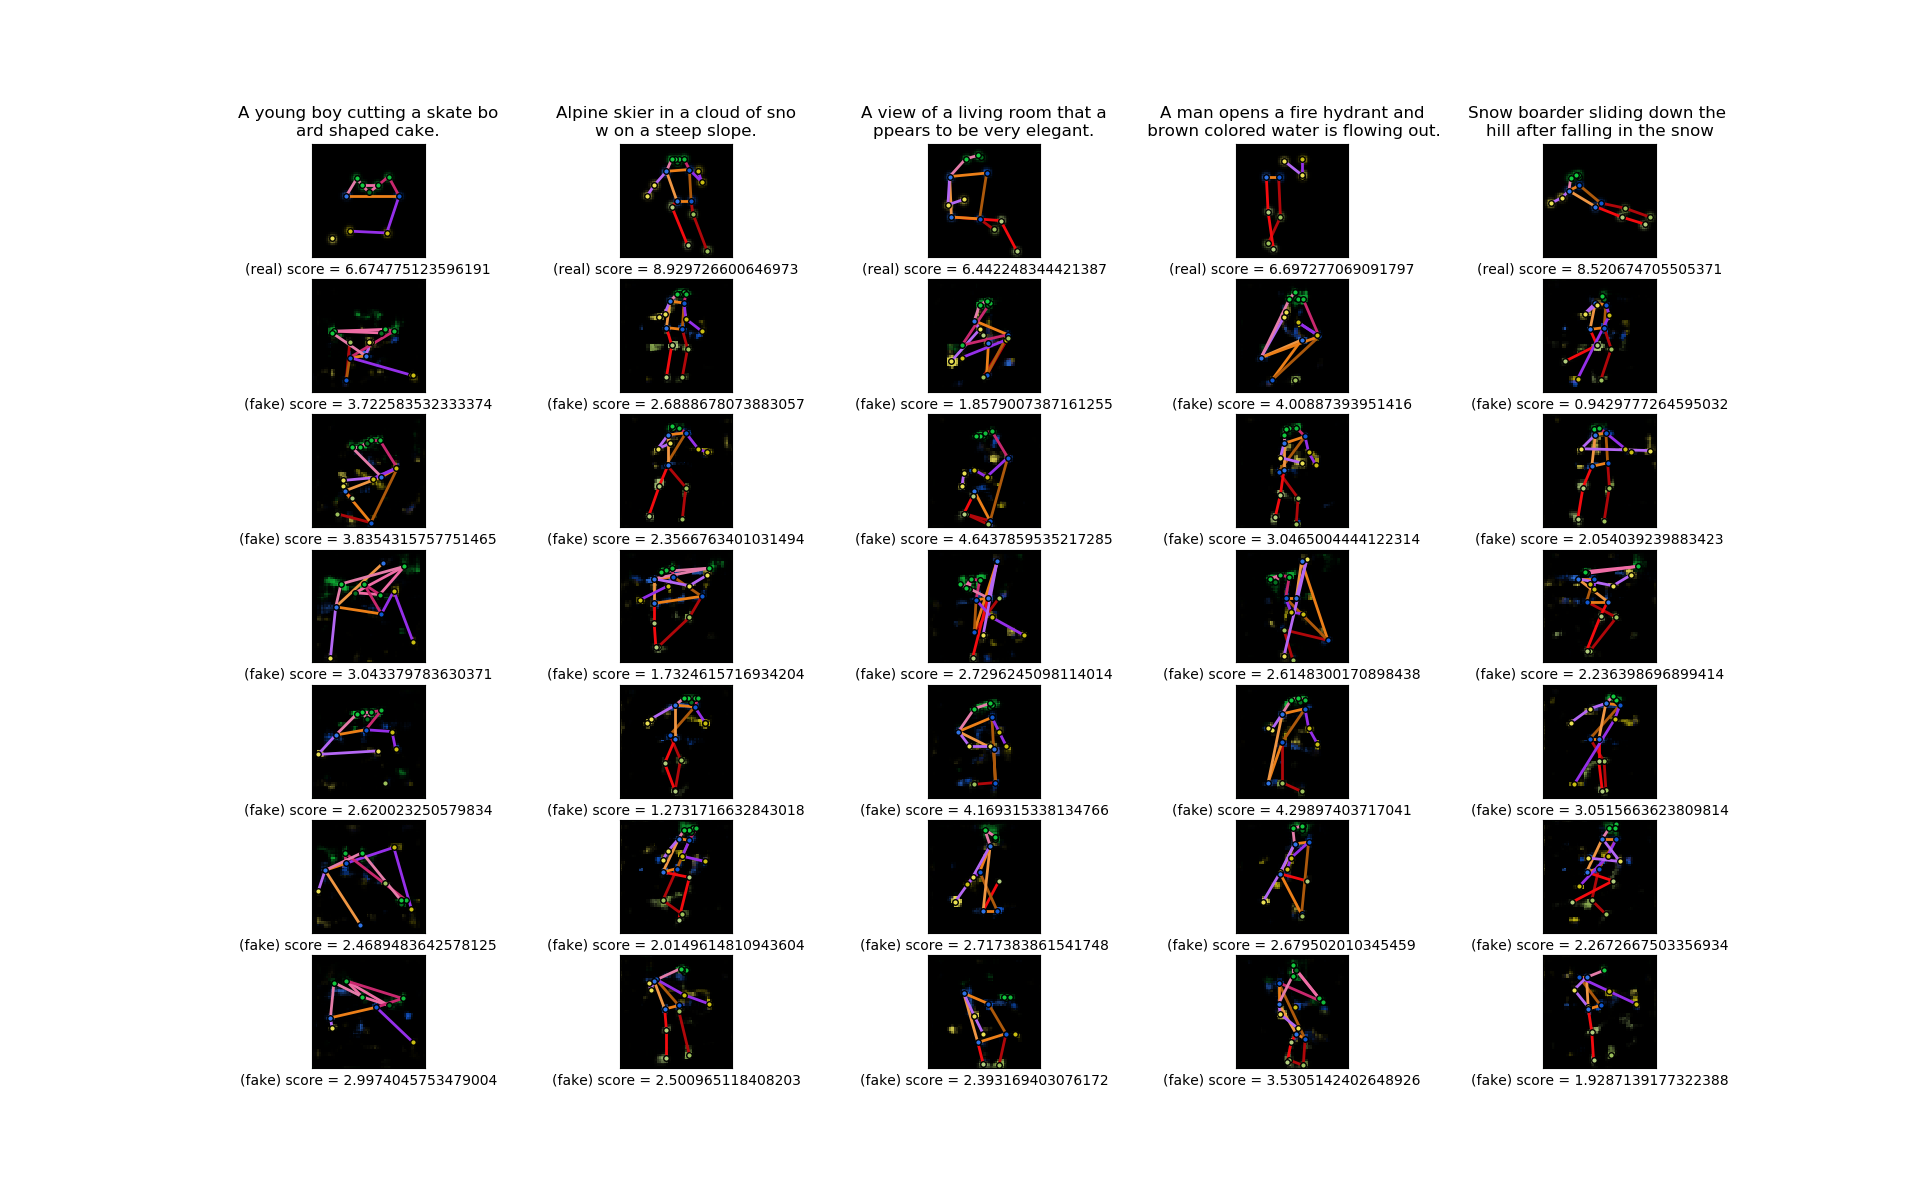 A young boy cutting a skate bo
ard shaped cake.
Alpine skier in a cloud of sno
w on a steep slope.
A view of a living room that a
ppears to be very elegant.
A man opens a fire hydrant and
brown colored water is flowing out.
Snow boarder sliding down the
hill after falling in the snow
(real) score = 6.674775123596191
(real) score = 8.929726600646973
(real) score = 6.442248344421387
(real) score = 6.697277069091797
(real) score = 8.520674705505371
(fake) score = 3.722583532333374
(fake) score = 2.6888678073883057
(fake) score = 1.8579007387161255
(fake) score = 4.00887393951416
(fake) score = 0.9429777264595032
(fake) score = 3.8354315757751465
(fake) score = 2.3566763401031494
(fake) score = 4.6437859535217285
(fake) score = 3.0465004444122314
(fake) score = 2.054039239883423
(fake) score = 3.043379783630371
(fake) score = 1.7324615716934204
(fake) score = 2.7296245098114014
(fake) score = 2.6148300170898438
(fake) score = 2.236398696899414
(fake) score = 2.620023250579834
(fake) score = 1.2731716632843018
(fake) score = 4.169315338134766
(fake) score = 4.29897403717041
(fake) score = 3.0515663623809814
(fake) score = 2.4689483642578125
(fake) score = 2.0149614810943604
(fake) score = 2.717383861541748
(fake) score = 2.679502010345459
(fake) score = 2.2672667503356934
(fake) score = 2.9974045753479004
(fake) score = 2.500965118408203
(fake) score = 2.393169403076172
(fake) score = 3.5305142402648926
(fake) score = 1.9287139177322388